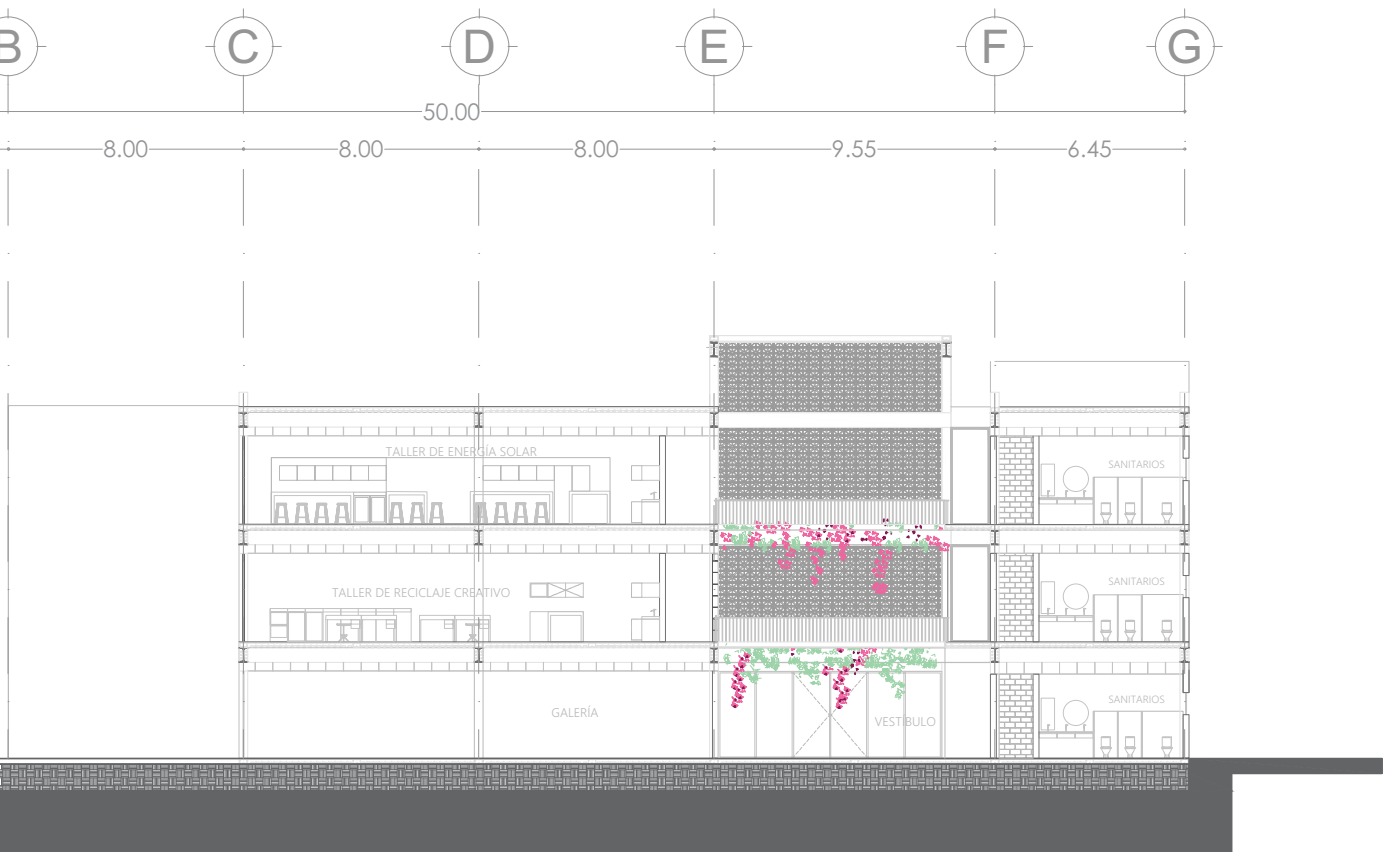 B C D E F G
50.00
8.00 8.00 8.00 9.55 6.45
TALLER DE ENERGÍA SOLAR
SANITARIOS
TALLER DE RECICLAJE CREATIVO
SANITARIOS
GALERÍA
VESTÍBULO
SANITARIOS